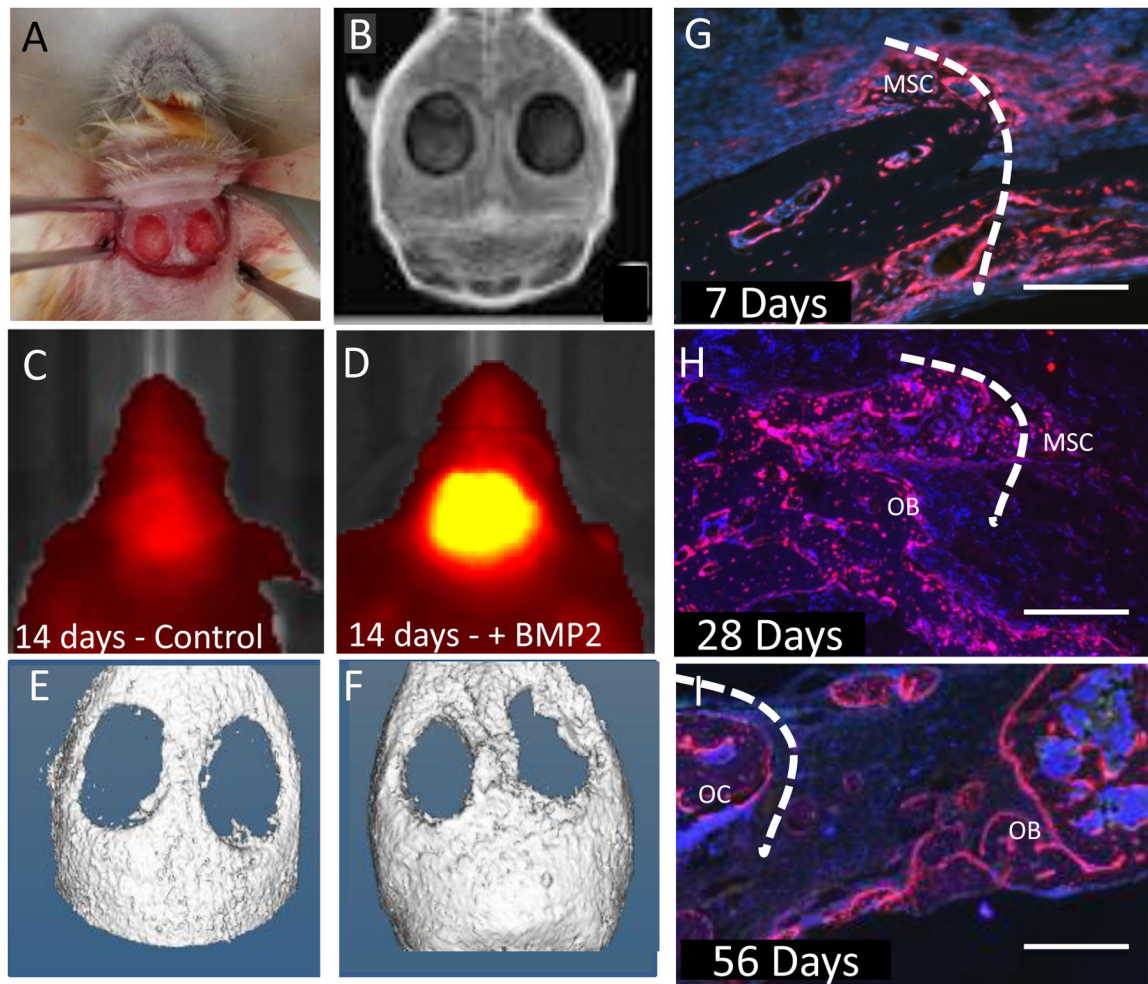 A
B
C
14 days - Control
D
14 days - + BMP2
E
F
G
MSC
7 Days
H
MSC
OB
28 Days
I
OC
OB
56 Days